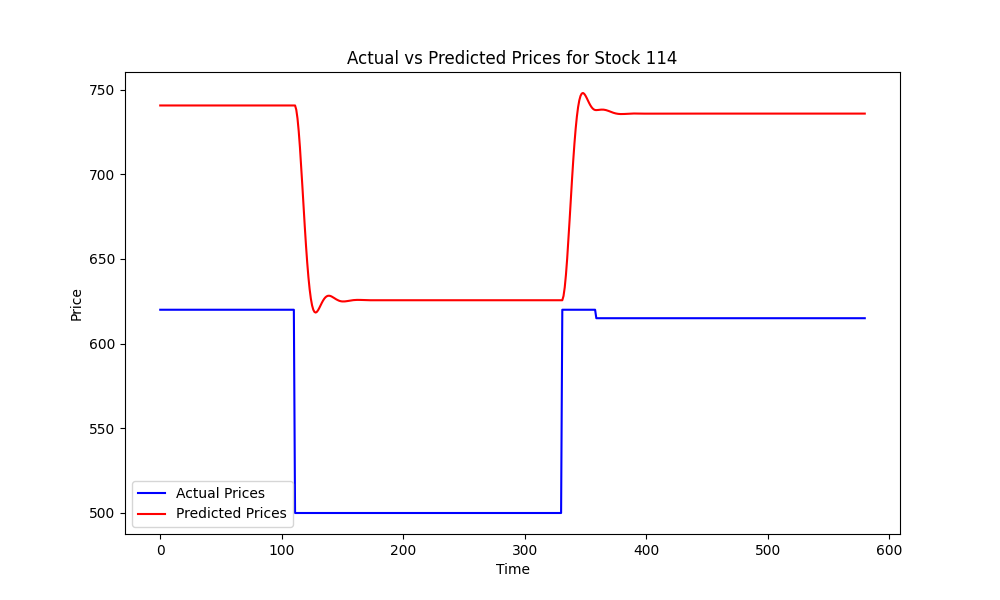 Actual vs Predicted Prices for Stock 114
Price
750
700
650
600
550
500
Actual Prices
Predicted Prices
0 100 200 300 400 500 600
Time